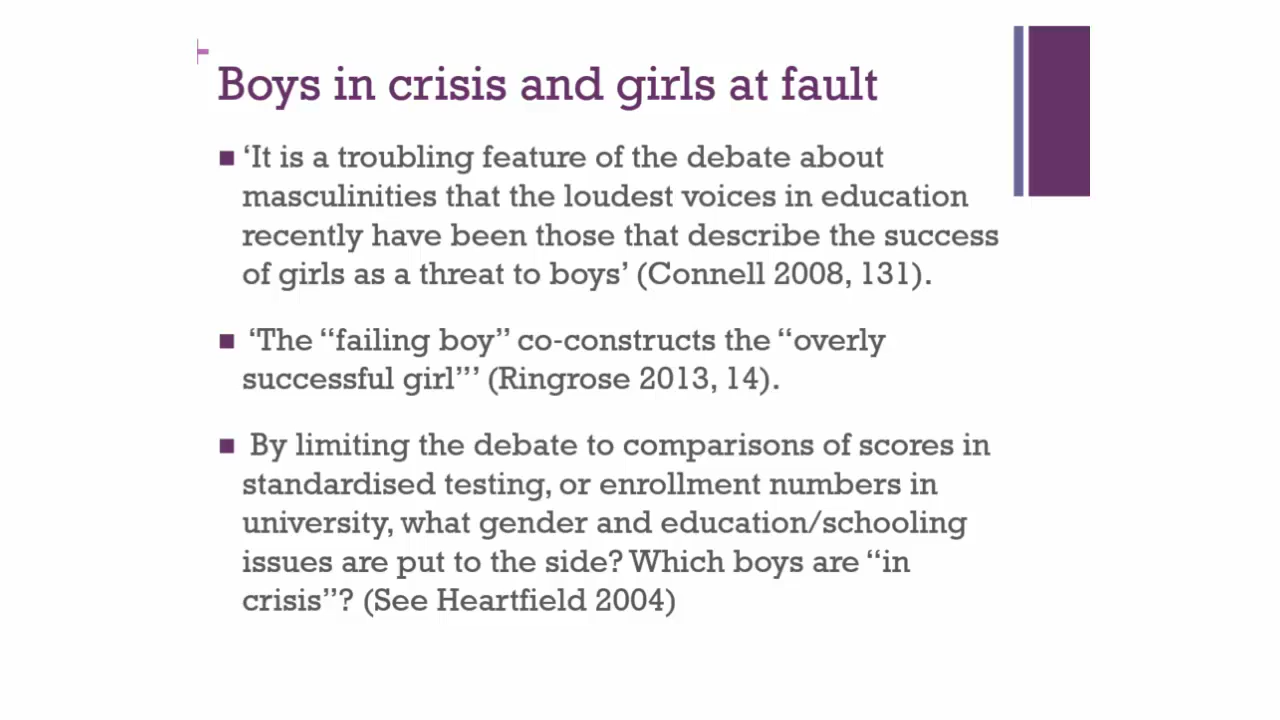 Boys in crisis and girls at fault
‘It is a troubling feature of the debate about
masculinities that the loudest voices in education
recently have been those that describe the success
of girls as a threat to boys’ (Connell 2008, 131).
‘The “failing boy” co-constructs the “overly
successful girl”’ (Ringrose 2013, 14).
By limiting the debate to comparisons of scores in
standardised testing, or enrollment numbers in
university, what gender and education/schooling
issues are put to the side? Which boys are “in
crisis”? (See Heartfield 2004)